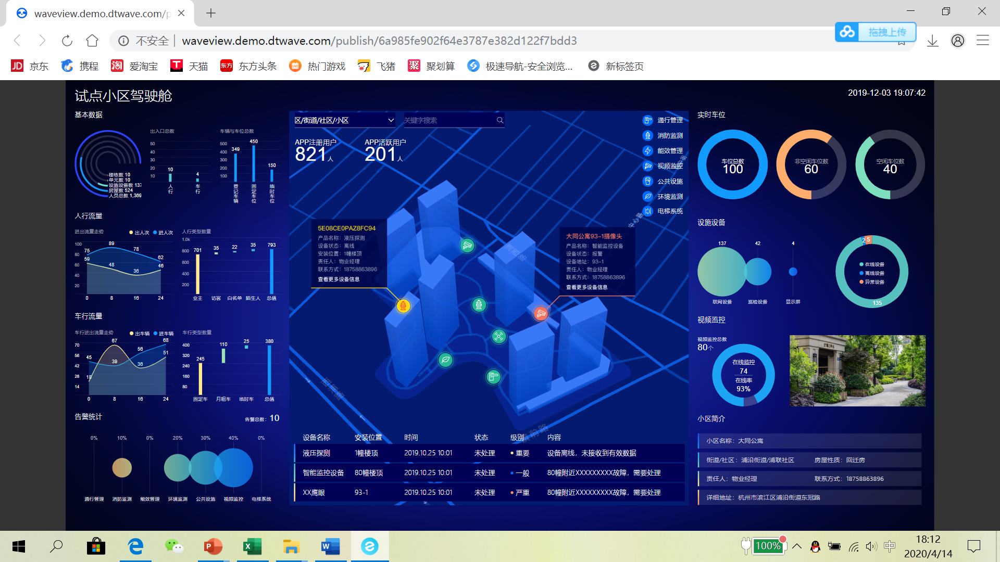 waveview.demo.dtwave.com/p
拖拽上传
不安全
waveview.demo.dtwave.com/publish/6a985fe902f64e3787e382d122f7bdd3
JD 京东
携程
淘 爱淘宝
T 天猫
东方 东方头条
热门游戏
飞猪
聚 聚划算
极速导航-安全浏览...
新标签页
试点小区驾驶舱
2019-12-03 19:07:42
基本数据
楼栋数 10
单元数 10
设施设备数 137
房屋数 524
人员总数 1,369
出入口总数
50
40
30
20
10
10
4
人行
车行
车辆与车位总数
500
400
300
200
100
349
450
150
登记车辆
固定车位
临时车位
人行流量
进出流量走势
出人次 进人次
100
80
60
40
20
75
89
78
62
59
48
36
46
0 8 16 24
人行类型数量
1.0k
800
600
400
200
701
35
22
35
793
业主 访客 白名单 陌生人 总值
车行流量
车行进出流量走势
出车辆 进车辆
70
56
42
28
14
45
67
56
68
18
39
36
51
0 8 16 24
车行类型数量
400
320
240
160
80
245
110
25
380
固定车 月租车 临时车 总值
告警统计
告警总数：10
0% 10% 0% 20% 30% 40% 0%
通行管理 消防监测 能效管理 环境监测 公共设施 视频监控 电梯系统
区/街道/社区/小区
关键字搜索
APP注册用户
821人
APP活跃用户
201人
通行管理
消防监测
能效管理
视频监控
公共设施
环境监测
电梯系统
中心路
5E08CE0PAZ8FC94
产品名称：液压探测
设备状态：离线
安装位置：1幢楼顶
责任人：物业经理
联系方式：18758863896
查看更多设备信息
大同公寓93-1摄像头
产品名称：智能监控设备
设备状态：报警
设备地址：93-1
责任人：物业经理
联系方式：18758863896
查看更多设备信息
设备名称 安装位置 时间 状态 级别 内容
液压探测 1幢楼顶 2019.10.25 10:01 未处理 重要 设备离线，未接收到有效数据
智能监控设备 80幢楼顶 2019.10.25 10:01 未处理 一般 80幢附近XXXXXXXXX故障，需要处理
XX鹰眼 93-1 2019.10.25 10:01 未处理 严重 80幢附近XXXXXXXXX故障，需要处理
实时车位
车位总数
100
非空闲车位数
60
空闲车位数
40
设施设备
137 42 4
联网设备 巡检设备 显示屏
2 5
在线设备
离线设备
异常设备
135
视频监控
视频监控总数
80个
在线监控
74
在线率
93%
小区简介
小区名称：大同公寓
街道/社区：浦沿街道/浦联社区 房屋性质：回迁房
责任人：物业经理 联系方式：18758863896
详细地址：杭州市滨江区浦沿街道东冠路
100%
中
18:12
2020/4/14